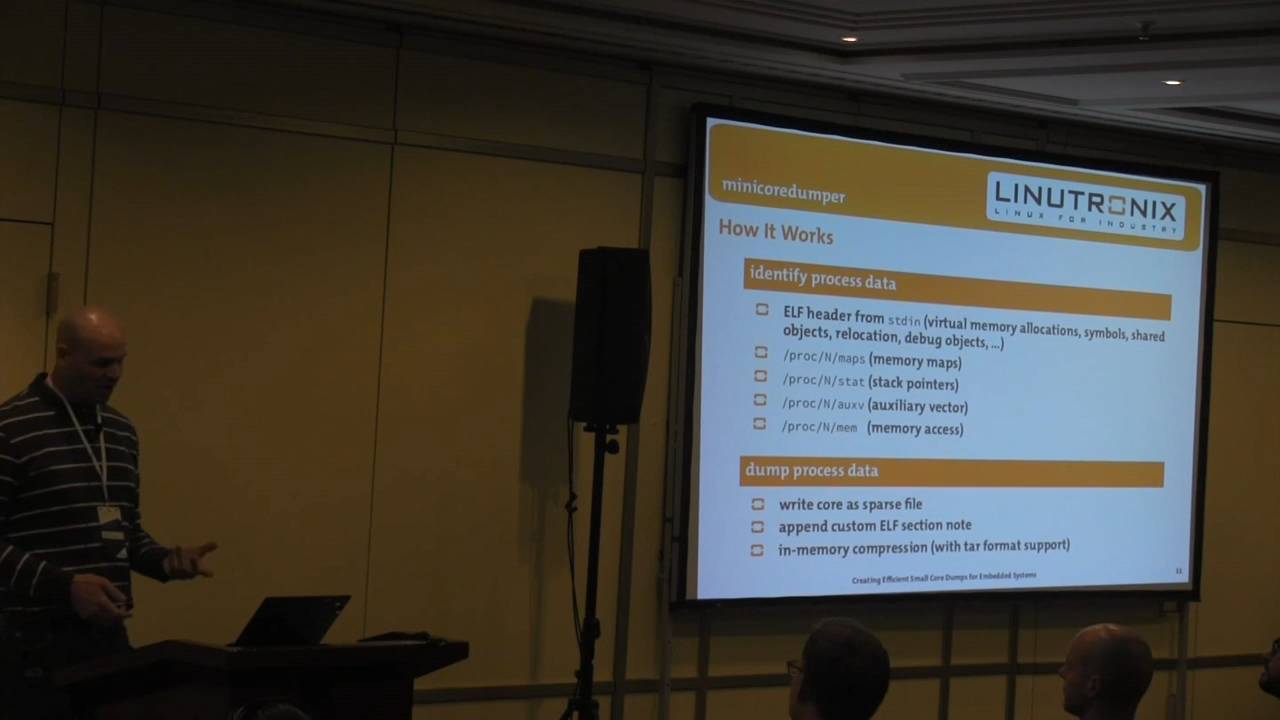 minicoredumper
LINUTRONIX
LINUX FOR INDUSTRY
How It Works
identify process data
ELF header from stdin (virtual memory allocations, symbols, shared
objects, relocation, debug objects, ...)
/proc/N/maps (memory maps)
/proc/N/stat (stack pointers)
/proc/N/auxv (auxiliary vector)
/proc/N/mem (memory access)
dump process data
write core as sparse file
append custom ELF section note
in-memory compression (with tar format support)
Creating Efficient Small Core Dumps for Embedded Systems
11